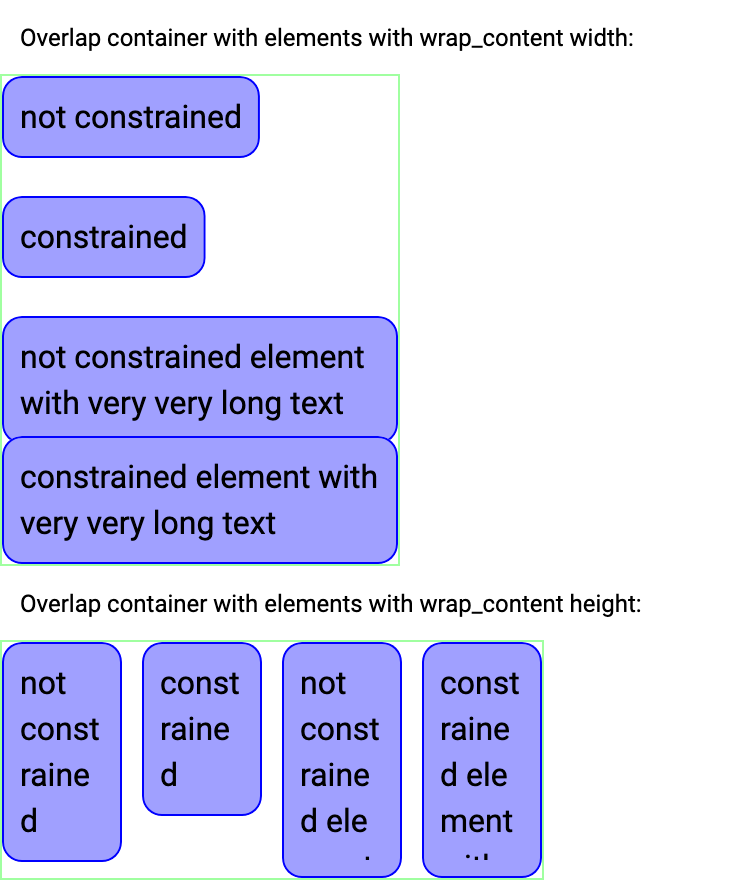 Overlap container with elements with wrap_content width:
not constrained
constrained
not constrained element
with very very long text
constrained element with
very very long text
Overlap container with elements with wrap_content height:
not
const
raine
d
const
raine
d
not
const
raine
d ele
const
raine
d ele
ment